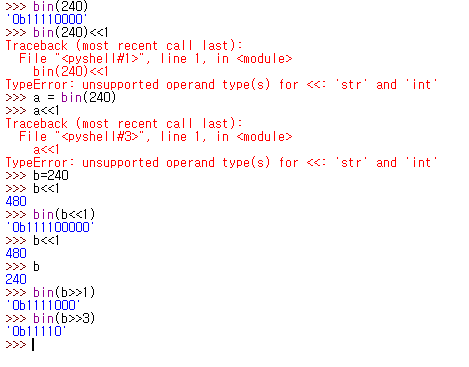 >>> bin(240)
'0b11110000'
>>> bin(240)<<1
Traceback (most recent call last):
  File "<pyshell#1>", line 1, in <module>
    bin(240)<<1
TypeError: unsupported operand type(s) for <<: 'str' and 'int'
>>> a = bin(240)
>>> a<<1
Traceback (most recent call last):
  File "<pyshell#3>", line 1, in <module>
    a<<1
TypeError: unsupported operand type(s) for <<: 'str' and 'int'
>>> b=240
>>> b<<1
480
>>> bin(b<<1)
'0b111100000'
>>> b<<1
480
>>> b
240
>>> bin(b>>1)
'0b1111000'
>>> bin(b>>3)
'0b11110'
>>>